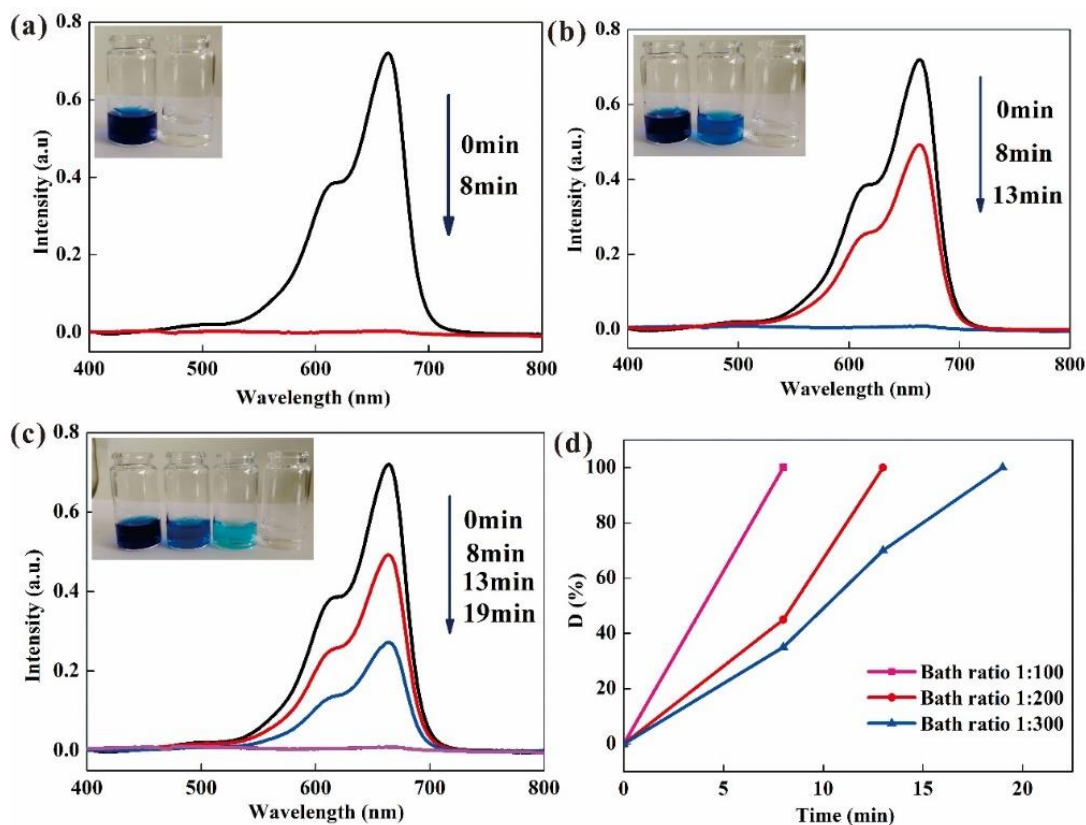 (a)
0.8
0.6
0.4
0.2
0.0
Intensity (a.u)
400
500
600
700
800
Wavelength (nm)
0min
8min
(b)
0.8
0.6
0.4
0.2
0.0
Intensity (a.u.)
400
500
600
700
800
Wavelength (nm)
0min
8min
13min
(c)
0.8
0.6
0.4
0.2
0.0
Intensity (a.u.)
400
500
600
700
800
Wavelength (nm)
0min
8min
13min
19min
(d)
100
80
60
40
20
0
D (%)
0
5
10
15
20
Time (min)
Bath ratio 1:100
Bath ratio 1:200
Bath ratio 1:300